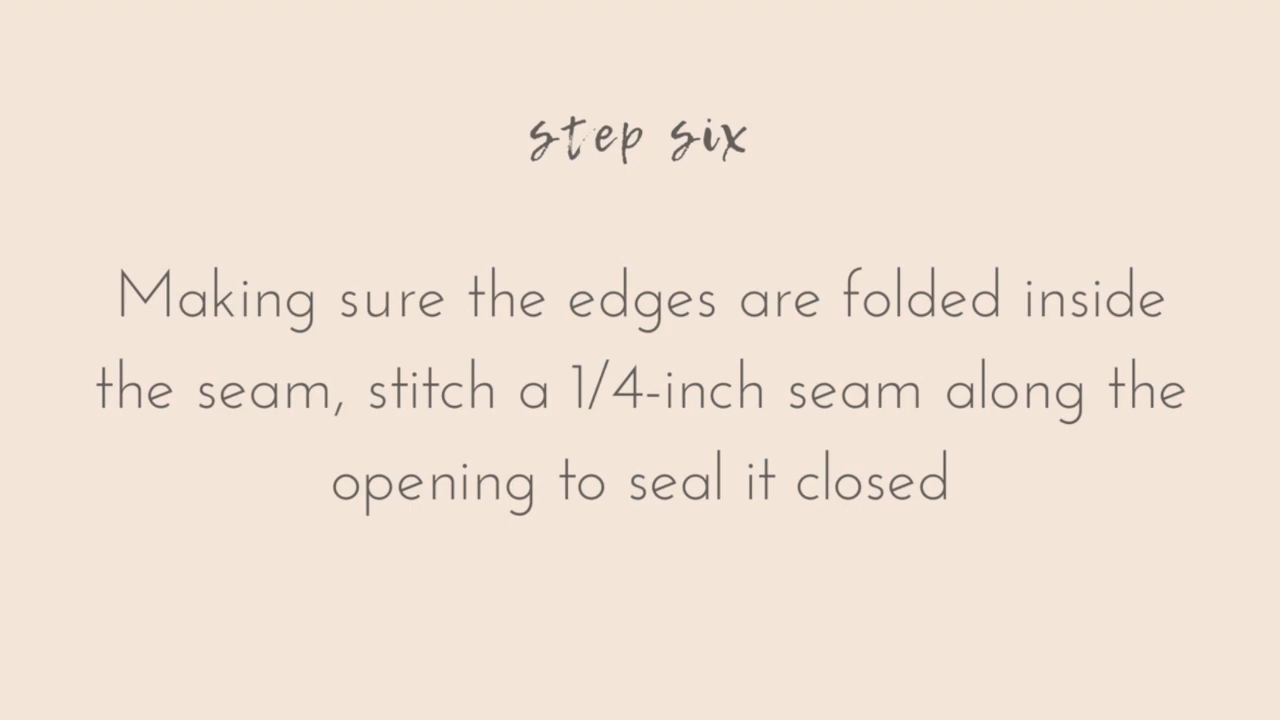 step six
Making sure the edges are folded inside
the seam, stitch a 1/4-inch seam along the
opening to seal it closed